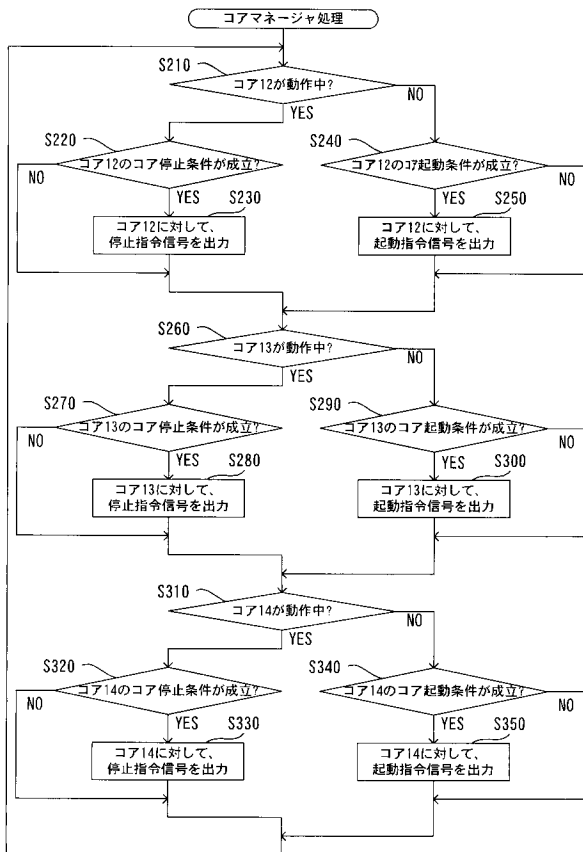 コアマネージャ処理
S210
コア12が動作中?
NO
YES
S220
コア12のコア停止条件が成立?
NO
YES
S230
コア12に対して、
停止指令信号を出力
S240
コア12のコア起動条件が成立?
NO
YES
S250
コア12に対して、
起動指令信号を出力
S260
コア13が動作中?
NO
YES
S270
コア13のコア停止条件が成立?
NO
YES
S280
コア13に対して、
停止指令信号を出力
S290
コア13のコア起動条件が成立?
NO
YES
S300
コア13に対して、
起動指令信号を出力
S310
コア14が動作中?
NO
YES
S320
コア14のコア停止条件が成立?
NO
YES
S330
コア14に対して、
停止指令信号を出力
S340
コア14のコア起動条件が成立?
NO
YES
S350
コア14に対して、
起動指令信号を出力